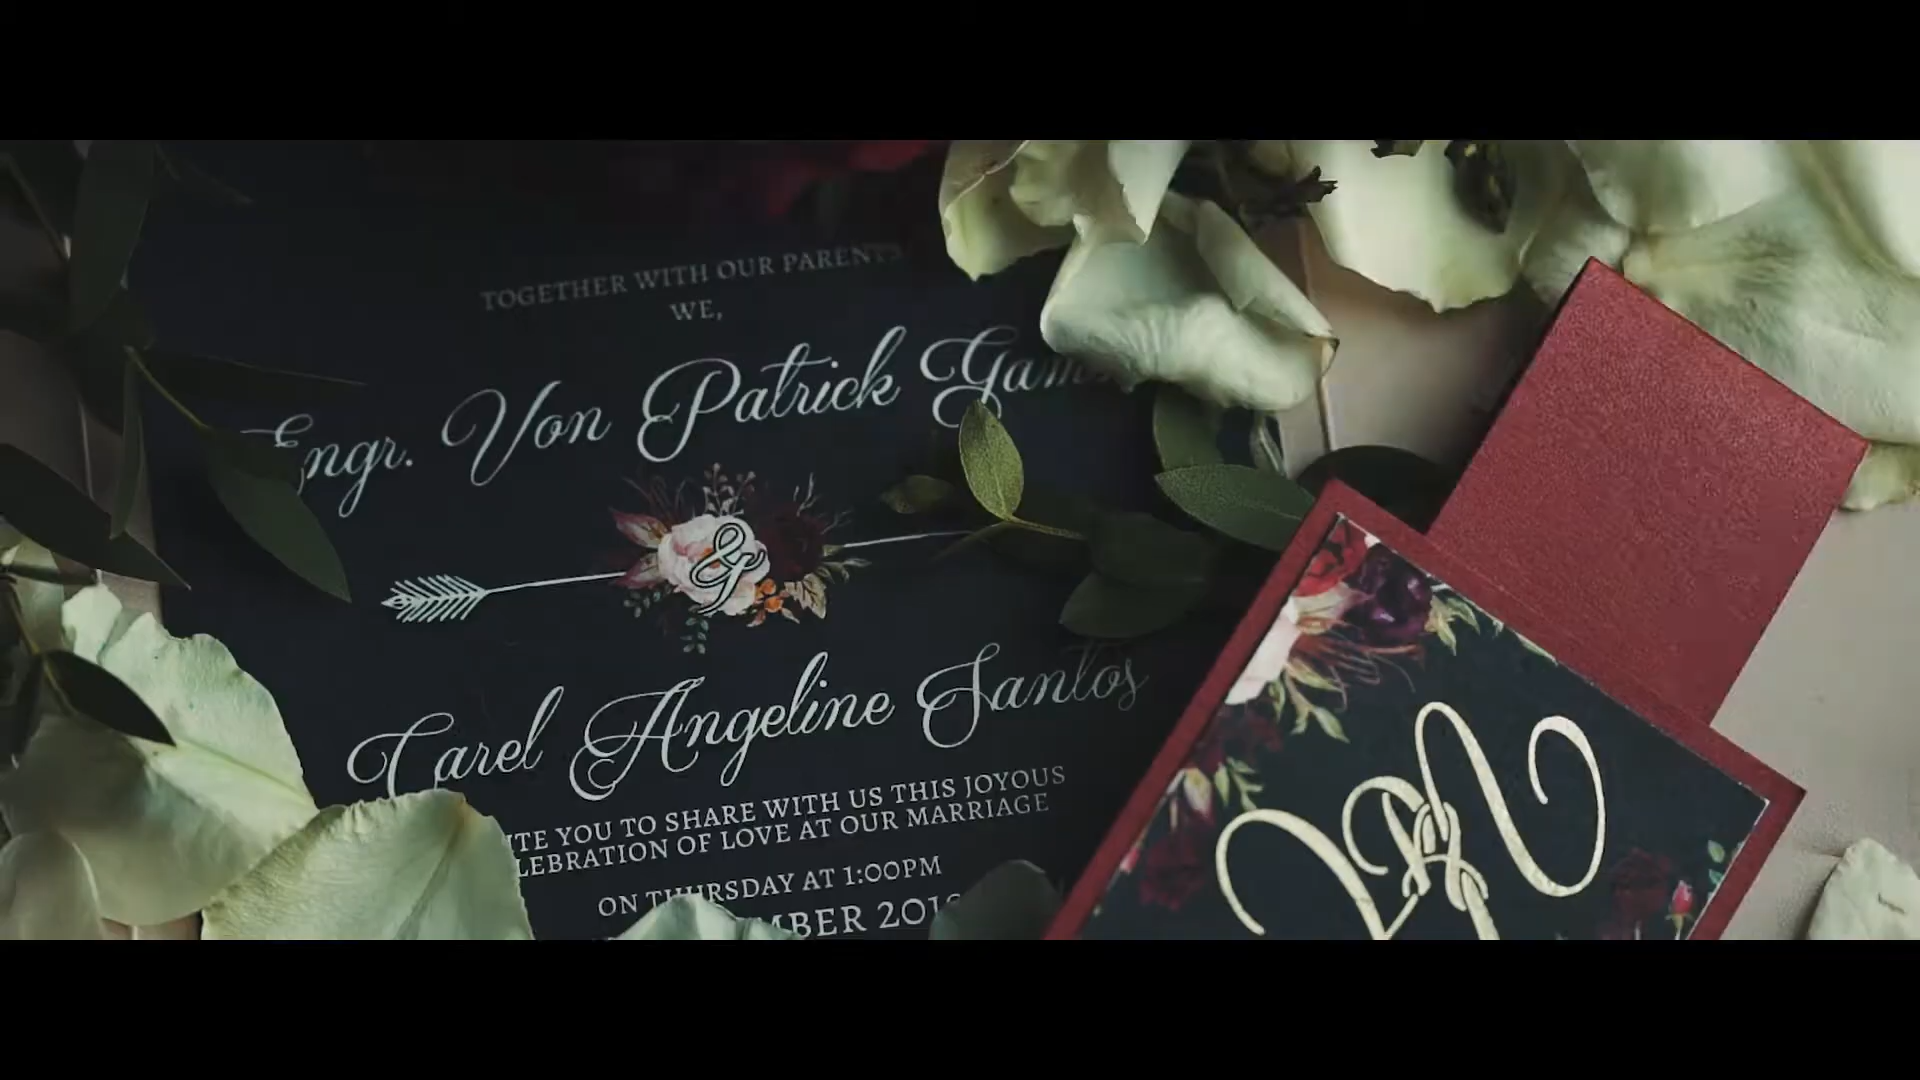 TOGETHER WITH OUR PARENTS
WE,
Engr. Von Patrick
&
Carel Angeline Santos
YOU TO SHARE WITH US THIS JOYOUS
OF LOVE AT OUR MARRIAGE
ON THURSDAY AT 1:00PM